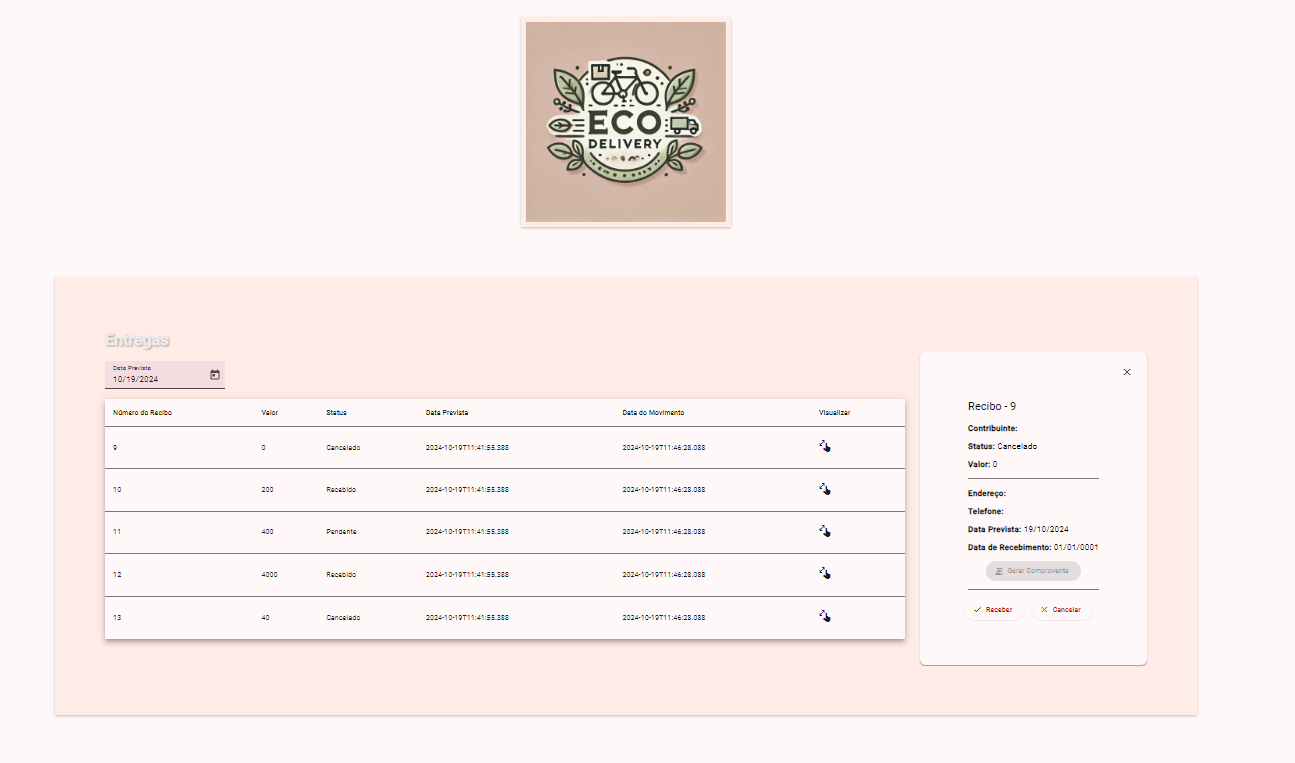 ECO
DELIVERY
Entregas
Data Prevista
10/19/2024
Número do Recibo Valor Status Data Prevista Data do Movimento Visualizar
9 0 Cancelado 2024-10-19T11:41:55.388 2024-10-19T11:46:28.088
10 200 Recebido 2024-10-19T11:41:55.388 2024-10-19T11:46:28.088
11 400 Pendente 2024-10-19T11:41:55.388 2024-10-19T11:46:28.088
12 4000 Recebido 2024-10-19T11:41:55.388 2024-10-19T11:46:28.088
13 40 Cancelado 2024-10-19T11:41:55.388 2024-10-19T11:46:28.088
Recibo - 9
Contribuinte:
Status: Cancelado
Valor: 0
Endereço:
Telefone:
Data Prevista: 19/10/2024
Data de Recebimento: 01/01/0001
Gerar Comprovante
Receber Cancelar